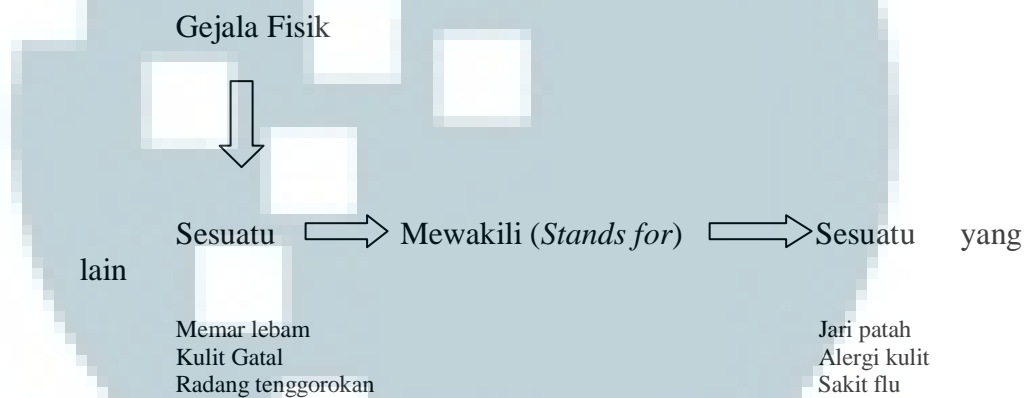 Gejala Fisik
Sesuatu Mewakili (Stands for) Sesuatu yang
lain
Memar lebam Jari patah
Kulit Gatal Alergi kulit
Radang tenggorokan Sakit flu